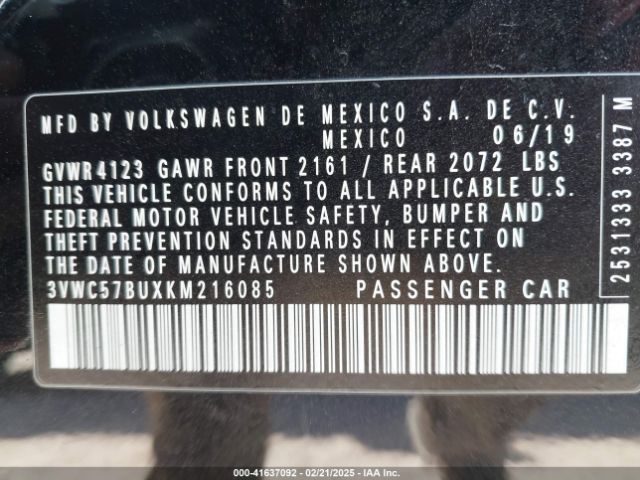 MFD BY VOLKSWAGEN DE MEXICO S.A. DE C.V.
MEXICO 06/19
GVWR4123 GAWR FRONT 2161 / REAR 2072 LBS
THIS VEHICLE CONFORMS TO ALL APPLICABLE U.S.
FEDERAL MOTOR VEHICLE SAFETY, BUMPER AND
THEFT PREVENTION STANDARDS IN EFFECT ON
THE DATE OF MANUFACTURE SHOWN ABOVE.
3VWC57BUXKM216085 PASSENGER CAR
2531333 3387 M
000-41637092 - 02/21/2025 - IAA Inc.